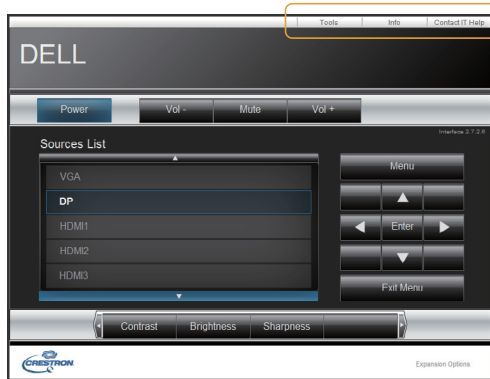 Tools Info Contact IT Help
DELL
Power Vol - Mute Vol +
Interface 2.7.2.6
Sources List
Menu
VGA
DP
HDMI1
Enter
HDMI2
HDMI3
Exit Menu
Contrast Brightness Sharpness
CRESTRON
Expansion Options